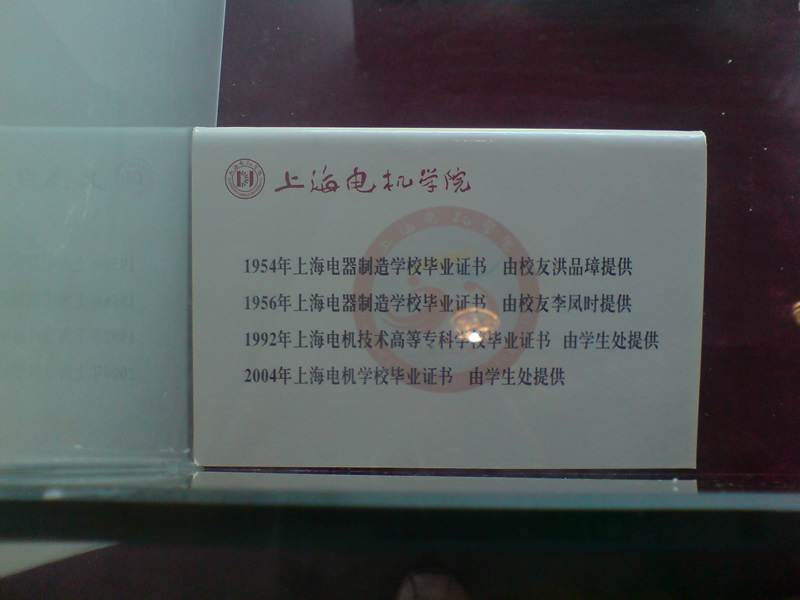 上海电机学院
1954年上海电器制造学校毕业证书 由校友洪品璋提供
1956年上海电器制造学校毕业证书 由校友李凤时提供
1992年上海电机技术高等专科学校毕业证书 由学生处提供
2004年上海电机学校毕业证书 由学生处提供